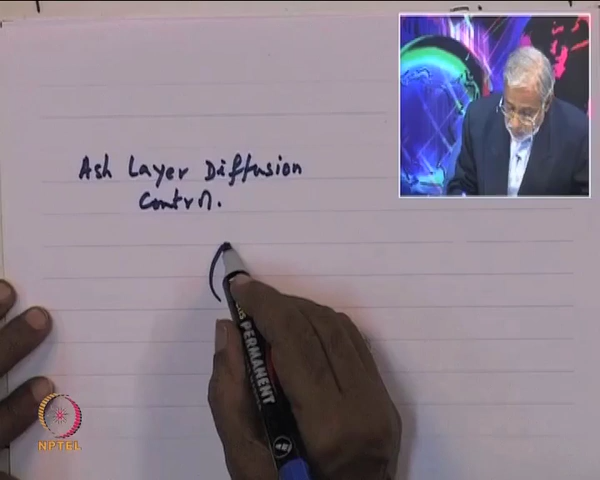 Ash Layer Diffusion
Control.
PERMANENT
NPTEL